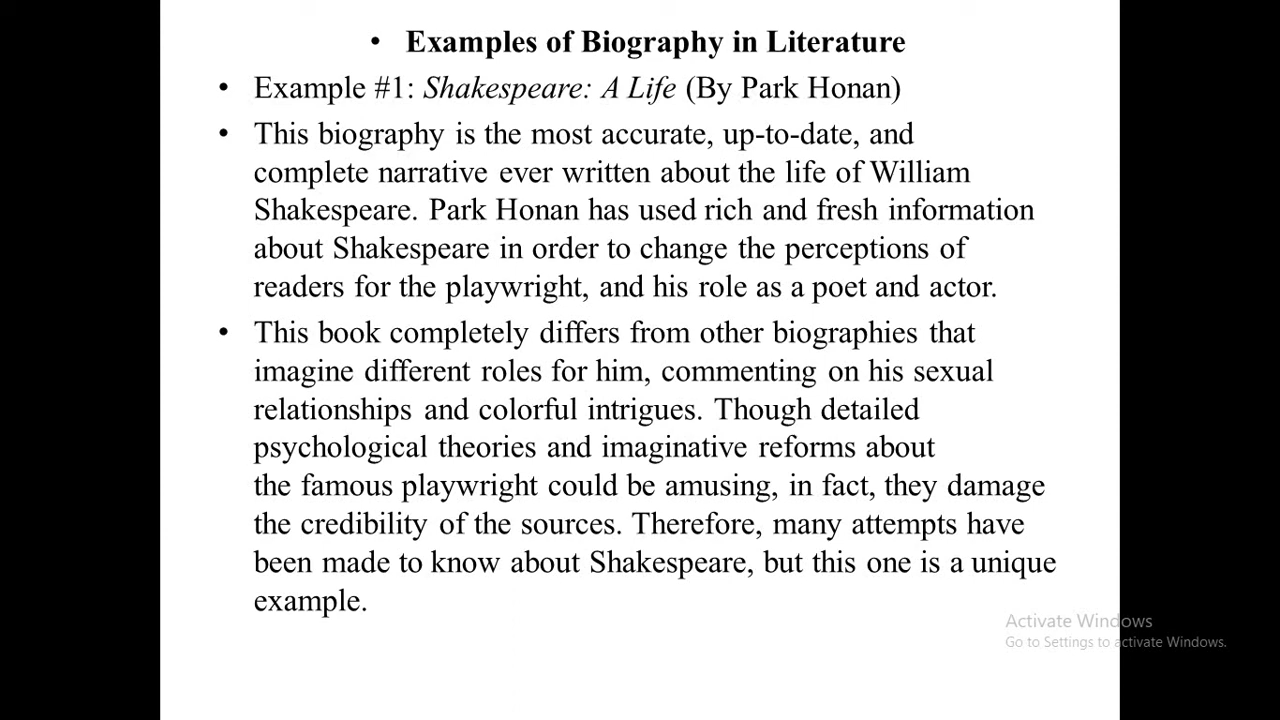 • Examples of Biography in Literature
• Example #1: Shakespeare: A Life (By Park Honan)
• This biography is the most accurate, up-to-date, and
complete narrative ever written about the life of William
Shakespeare. Park Honan has used rich and fresh information
about Shakespeare in order to change the perceptions of
readers for the playwright, and his role as a poet and actor.
• This book completely differs from other biographies that
imagine different roles for him, commenting on his sexual
relationships and colorful intrigues. Though detailed
psychological theories and imaginative reforms about
the famous playwright could be amusing, in fact, they damage
the credibility of the sources. Therefore, many attempts have
been made to know about Shakespeare, but this one is a unique
example.
Activate Windows
Go to Settings to activate Windows.